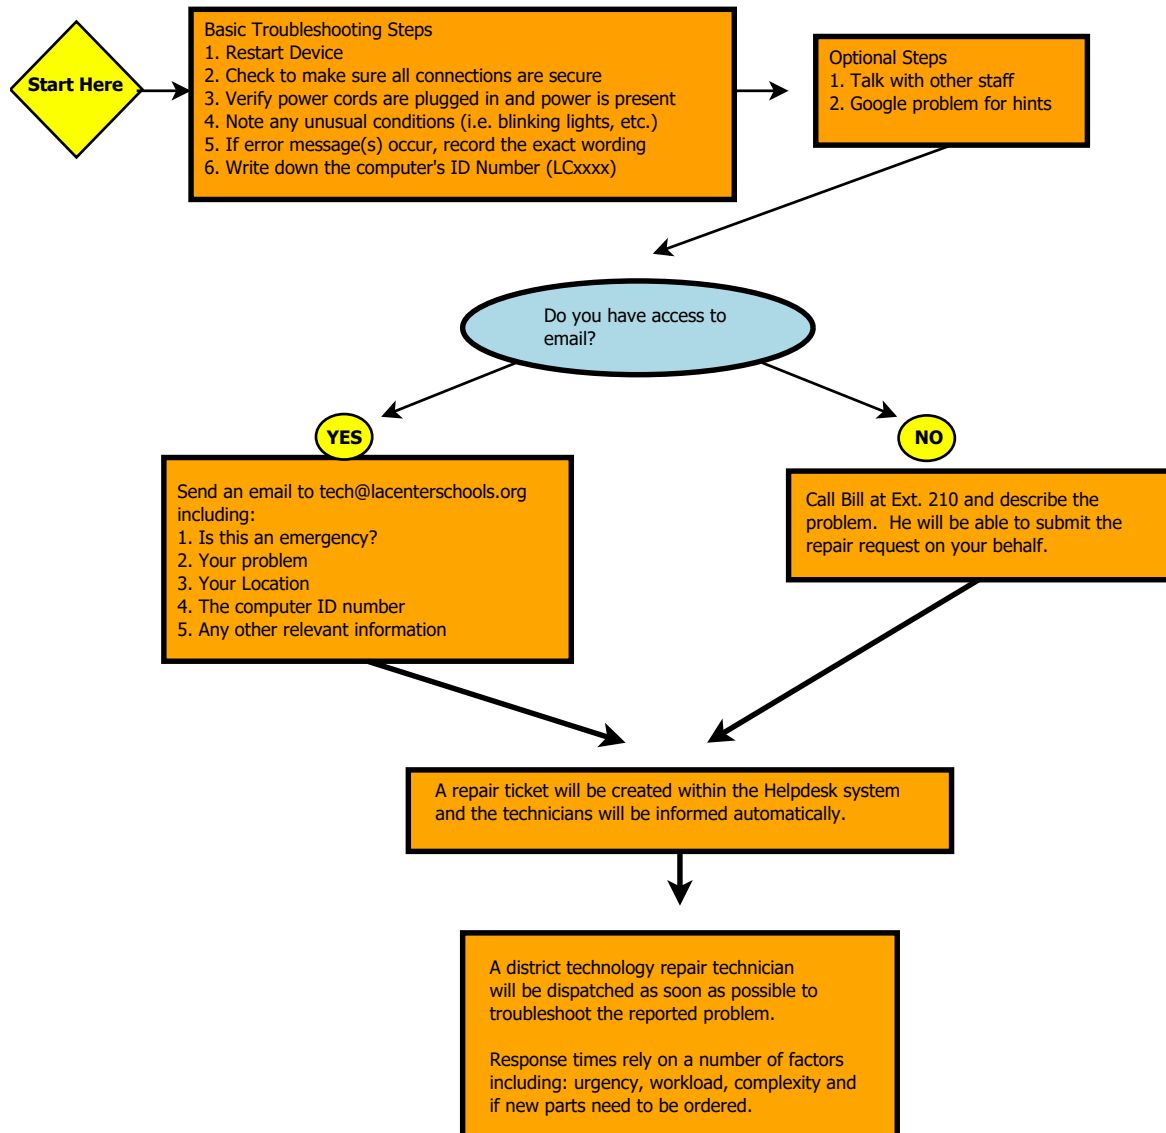 Start Here
Basic Troubleshooting Steps
1. Restart Device
2. Check to make sure all connections are secure
3. Verify power cords are plugged in and power is present
4. Note any unusual conditions (i.e. blinking lights, etc.)
5. If error message(s) occur, record the exact wording
6. Write down the computer's ID Number (LCxxxx)
Optional Steps
1. Talk with other staff
2. Google problem for hints
Do you have access to
email?
YES
NO
Send an email to tech@lacenterschools.org
including:
1. Is this an emergency?
2. Your problem
3. Your Location
4. The computer ID number
5. Any other relevant information
Call Bill at Ext. 210 and describe the
problem. He will be able to submit the
repair request on your behalf.
A repair ticket will be created within the Helpdesk system
and the technicians will be informed automatically.
A district technology repair technician
will be dispatched as soon as possible to
troubleshoot the reported problem.
Response times rely on a number of factors
including: urgency, workload, complexity and
if new parts need to be ordered.